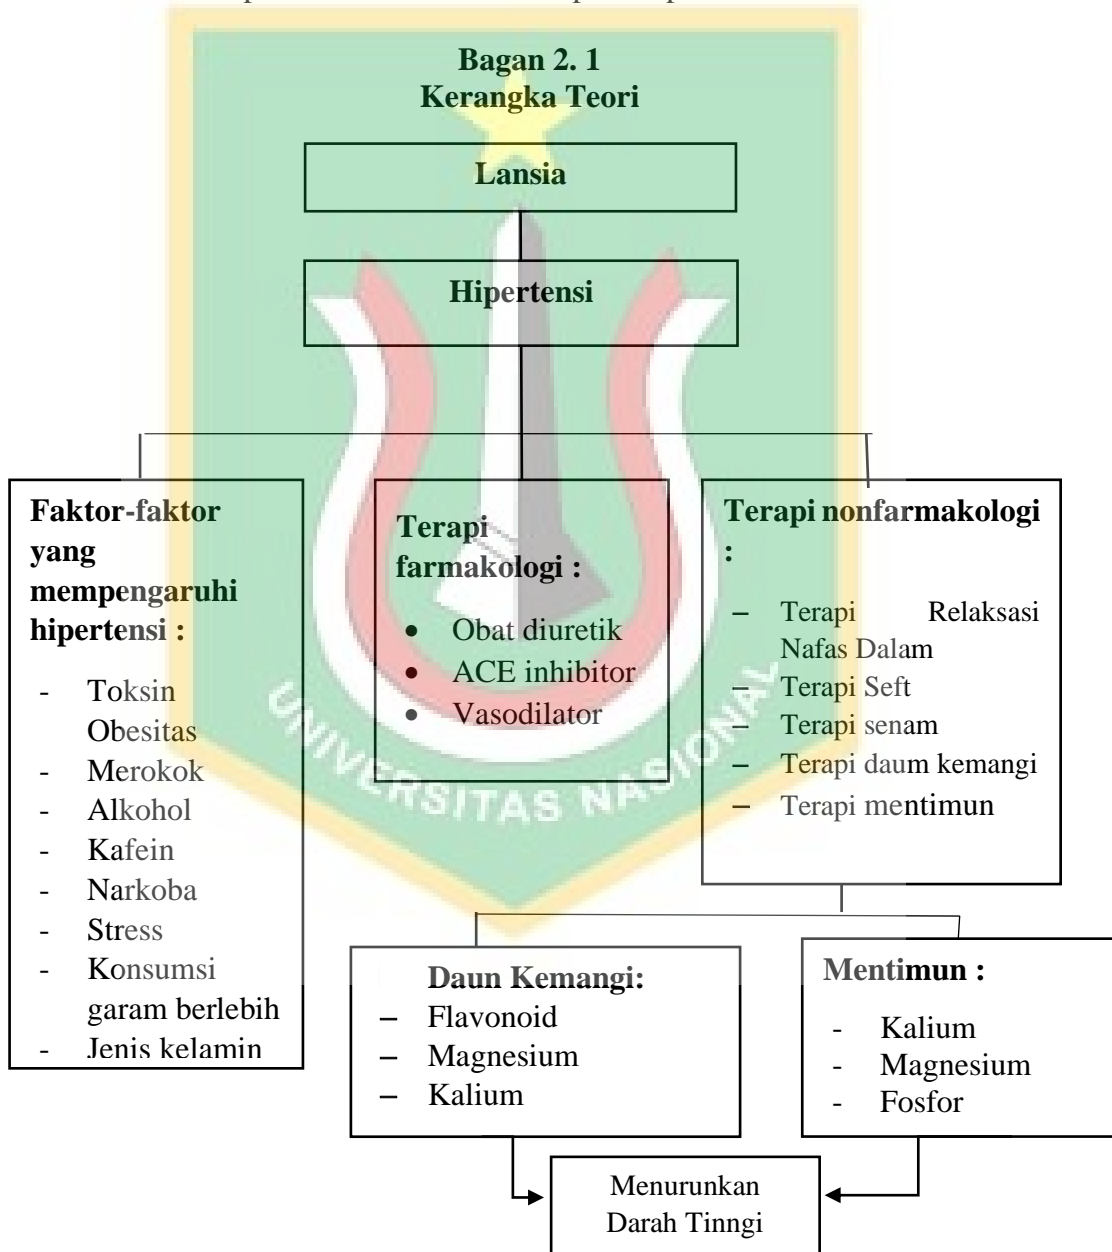 Bagan 2. 1
Kerangka Teori
Lansia
Hipertensi
Faktor-faktor
yang
mempengaruhi
hipertensi :
- Toksin
Obesitas
- Merokok
- Alkohol
- Kafein
- Narkoba
- Stress
- Konsumsi
garam berlebih
- Jenis kelamin
Terapi
farmakologi :
• Obat diuretik
• ACE inhibitor
• Vasodilator
Terapi nonfarmakologi
:
– Terapi Relaksasi
Nafas Dalam
– Terapi Seft
– Terapi senam
– Terapi daum kemangi
– Terapi mentimun
UNIVERSITAS NASIONAL
Daun Kemangi:
– Flavonoid
– Magnesium
– Kalium
Mentimun :
- Kalium
- Magnesium
- Fosfor
Menurunkan
Darah Tinngi